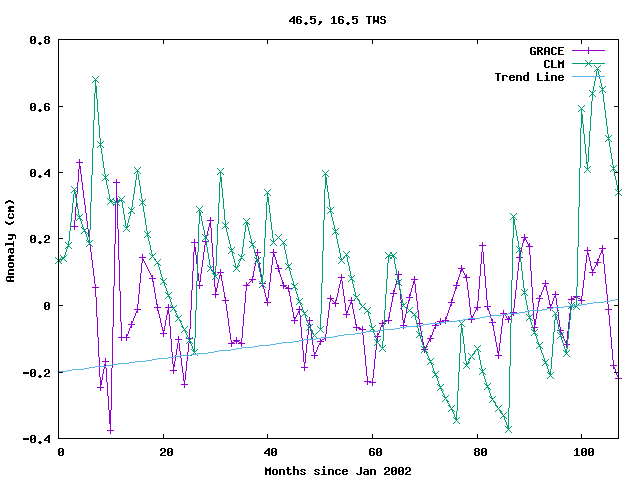 46.5, 16.5 TWS
GRACE
CLM
Trend Line
Anomaly (cm)
0.8
0.6
0.4
0.2
0
-0.2
-0.4
0 20 40 60 80 100
Months since Jan 2002